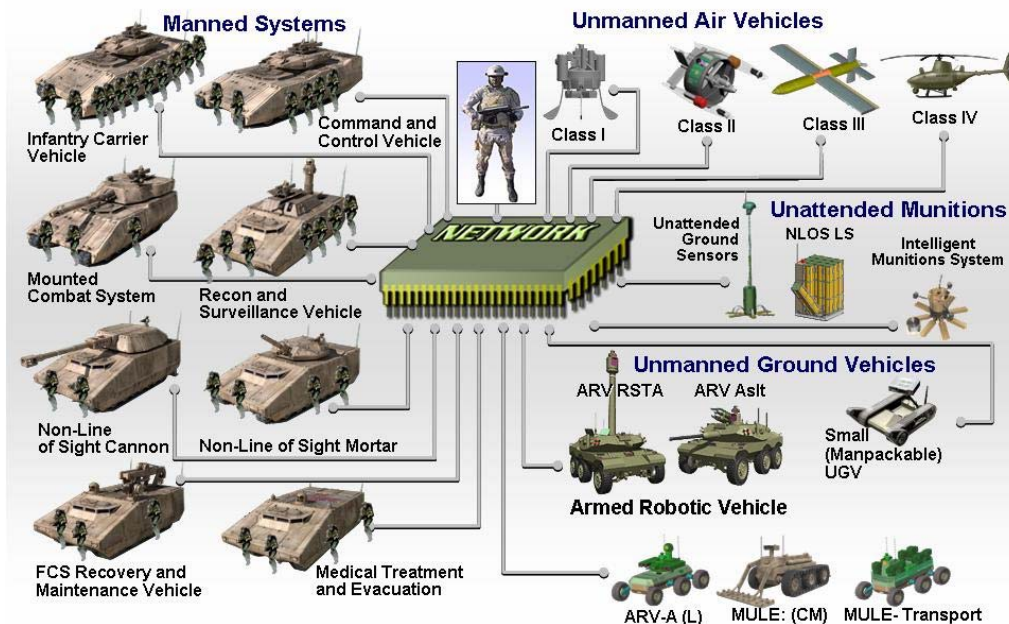 Manned Systems
Unmanned Air Vehicles
Infantry Carrier
Vehicle
Command and
Control Vehicle
Class I
Class II
Class III
Class IV
Mounted
Combat System
Recon and
Surveillance Vehicle
NETWORK
Unattended
Ground
Sensors
Unattended Munitions
NLOS LS
Intelligent
Munitions System
Non-Line
of Sight Cannon
Non-Line of Sight Mortar
Unmanned Ground Vehicles
ARV RSTA
ARV Aslt
Small
(Manpackable)
UGV
Armed Robotic Vehicle
FCS Recovery and
Maintenance Vehicle
Medical Treatment
and Evacuation
ARV-A (L)
MULE: (CM)
MULE- Transport